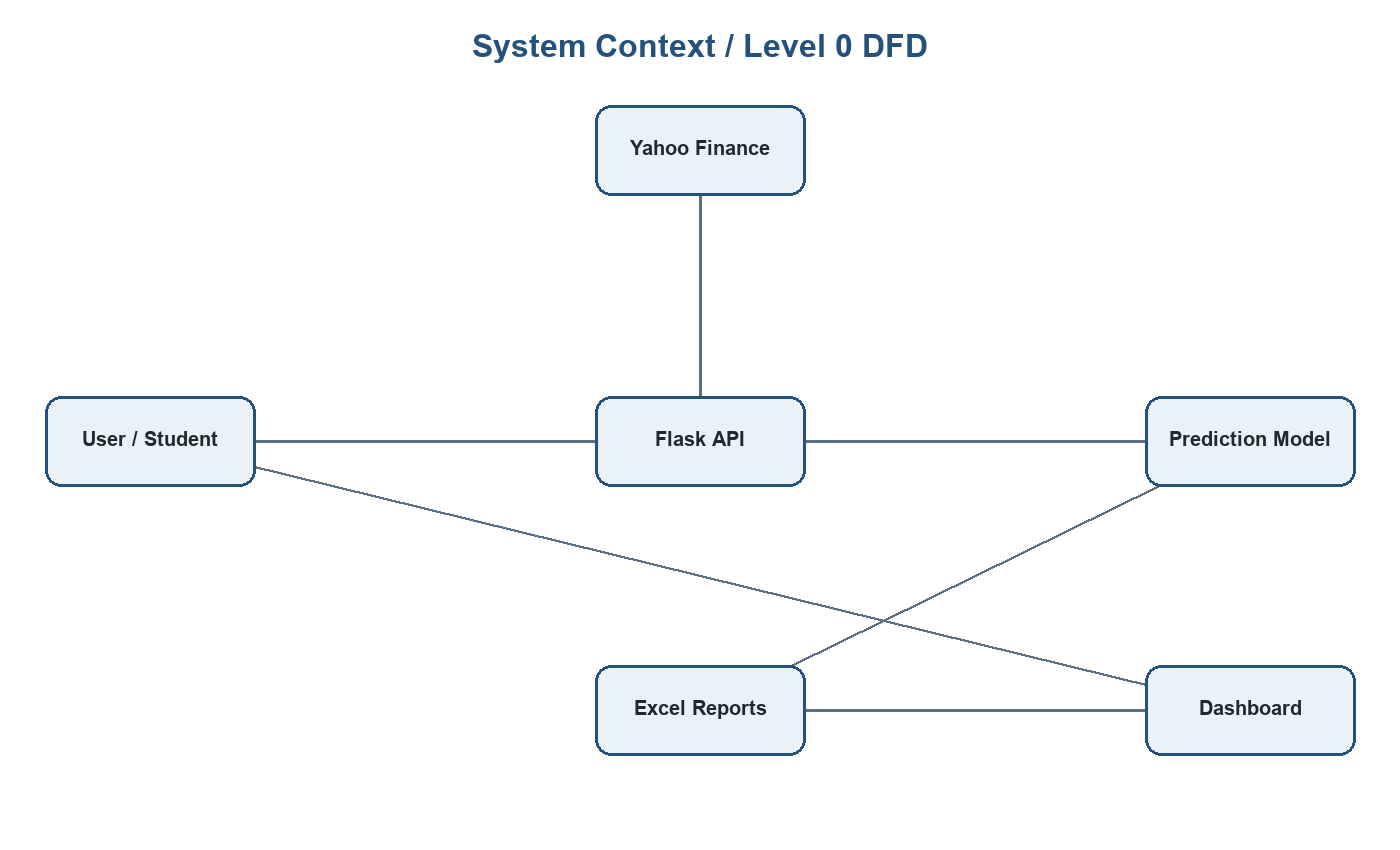 System Context / Level 0 DFD
Yahoo Finance
User / Student
Flask API
Prediction Model
Excel Reports
Dashboard